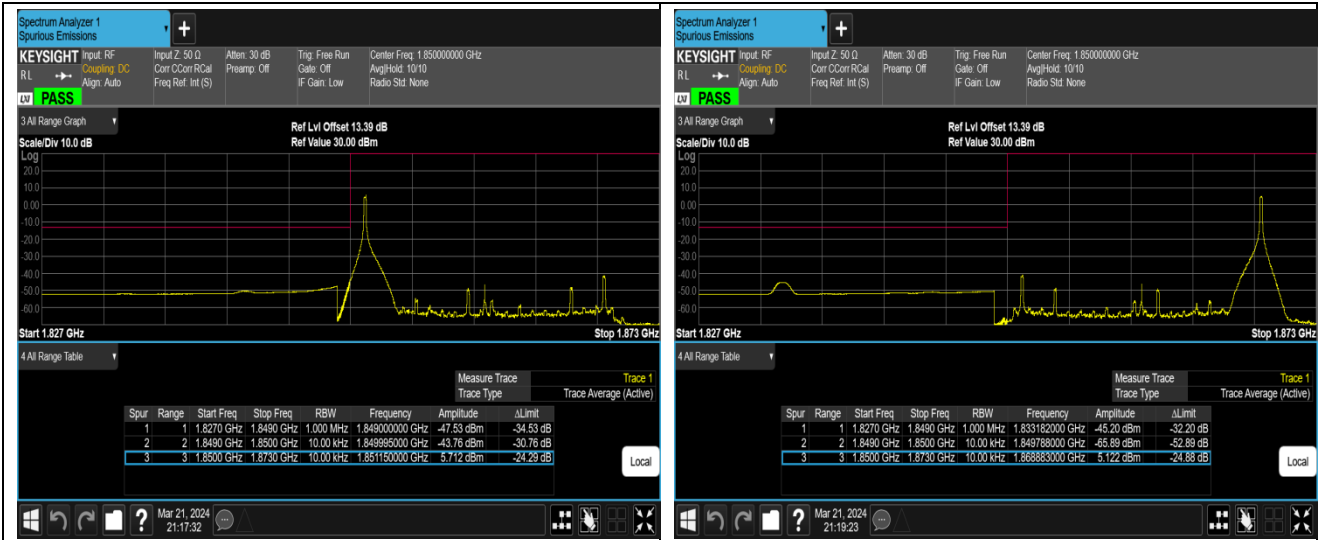 Spectrum Analyzer 1
Spurious Emissions
+
KEYSIGHT Input: RF Input Z: 50 Ω Atten: 30 dB Trig: Free Run Center Freq: 1.850000000 GHz
RL Coupling: DC Corr CCorr RCal Preamp: Off Gate: Off Avg|Hold: 10/10
Align: Auto Freq Ref: Int (S) IF Gain: Low Radio Std: None
LXI PASS
3 All Range Graph
Ref Lvl Offset 13.39 dB
Scale/Div 10.0 dB Ref Value 30.00 dBm
Log
20.0
10.0
0.00
-10.0
-20.0
-30.0
-40.0
-50.0
-60.0
Start 1.827 GHz Stop 1.873 GHz
4 All Range Table
Measure Trace Trace 1
Trace Type Trace Average (Active)
Spur Range Start Freq Stop Freq RBW Frequency Amplitude ΔLimit
1 1 1.8270 GHz 1.8490 GHz 1.000 MHz 1.849000000 GHz -47.53 dBm -34.53 dB
2 2 1.8490 GHz 1.8500 GHz 10.00 kHz 1.849995000 GHz -43.76 dBm -30.76 dB
3 3 1.8500 GHz 1.8730 GHz 10.00 kHz 1.851150000 GHz 5.712 dBm -24.29 dB
Local
? Mar 21, 2024
21:17:32
Spectrum Analyzer 1
Spurious Emissions
+
KEYSIGHT Input: RF Input Z: 50 Ω Atten: 30 dB Trig: Free Run Center Freq: 1.850000000 GHz
RL Coupling: DC Corr CCorr RCal Preamp: Off Gate: Off Avg|Hold: 10/10
Align: Auto Freq Ref: Int (S) IF Gain: Low Radio Std: None
LXI PASS
3 All Range Graph
Ref Lvl Offset 13.39 dB
Scale/Div 10.0 dB Ref Value 30.00 dBm
Log
20.0
10.0
0.00
-10.0
-20.0
-30.0
-40.0
-50.0
-60.0
Start 1.827 GHz Stop 1.873 GHz
4 All Range Table
Measure Trace Trace 1
Trace Type Trace Average (Active)
Spur Range Start Freq Stop Freq RBW Frequency Amplitude ΔLimit
1 1 1.8270 GHz 1.8490 GHz 1.000 MHz 1.833182000 GHz -45.20 dBm -32.20 dB
2 2 1.8490 GHz 1.8500 GHz 10.00 kHz 1.849788000 GHz -65.89 dBm -52.89 dB
3 3 1.8500 GHz 1.8730 GHz 10.00 kHz 1.868883000 GHz 5.122 dBm -24.88 dB
Local
? Mar 21, 2024
21:19:23